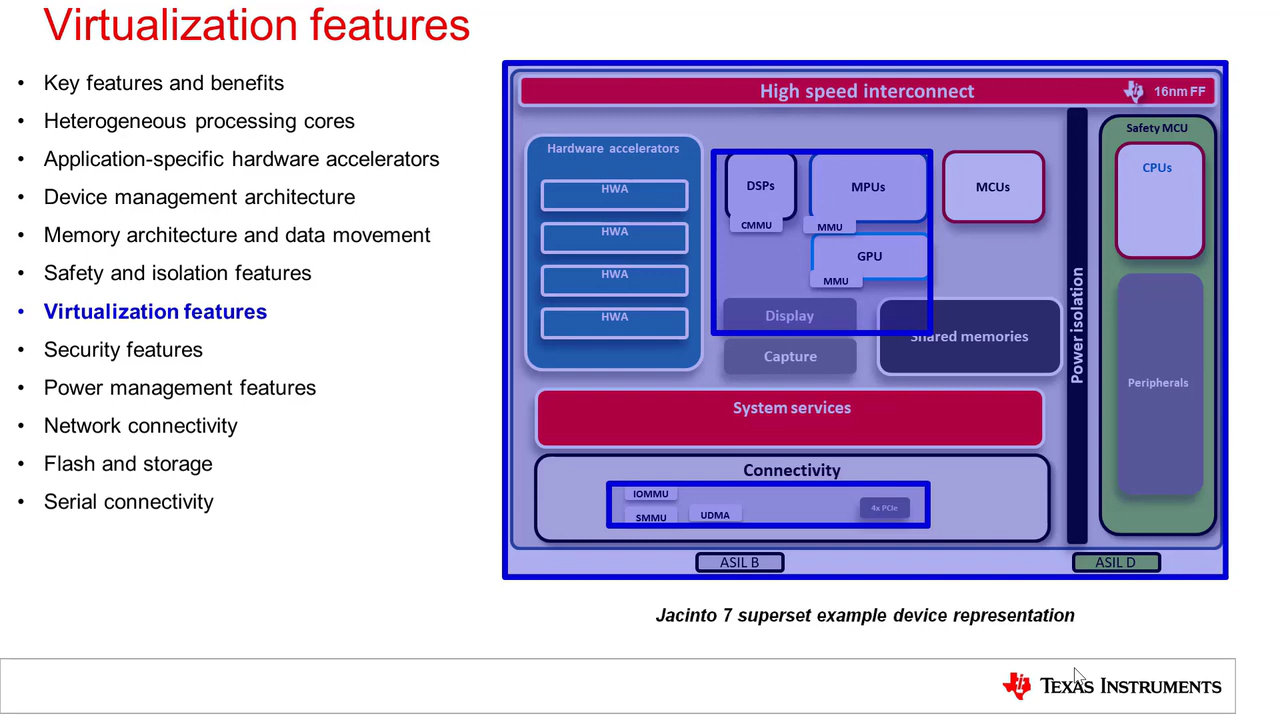 Virtualization features
• Key features and benefits
• Heterogeneous processing cores
• Application-specific hardware accelerators
• Device management architecture
• Memory architecture and data movement
• Safety and isolation features
• Virtualization features
• Security features
• Power management features
• Network connectivity
• Flash and storage
• Serial connectivity
High speed interconnect
16nm FF
Hardware accelerators
HWA
HWA
HWA
HWA
DSPs
CMMU
MPUs
MMU
GPU
MMU
MCUs
Display
Capture
Shared memories
System services
Connectivity
IOMMU
SMMU
UDMA
4x PCIe
Power isolation
Safety MCU
CPUs
Peripherals
ASIL B
ASIL D
Jacinto 7 superset example device representation
TEXAS INSTRUMENTS